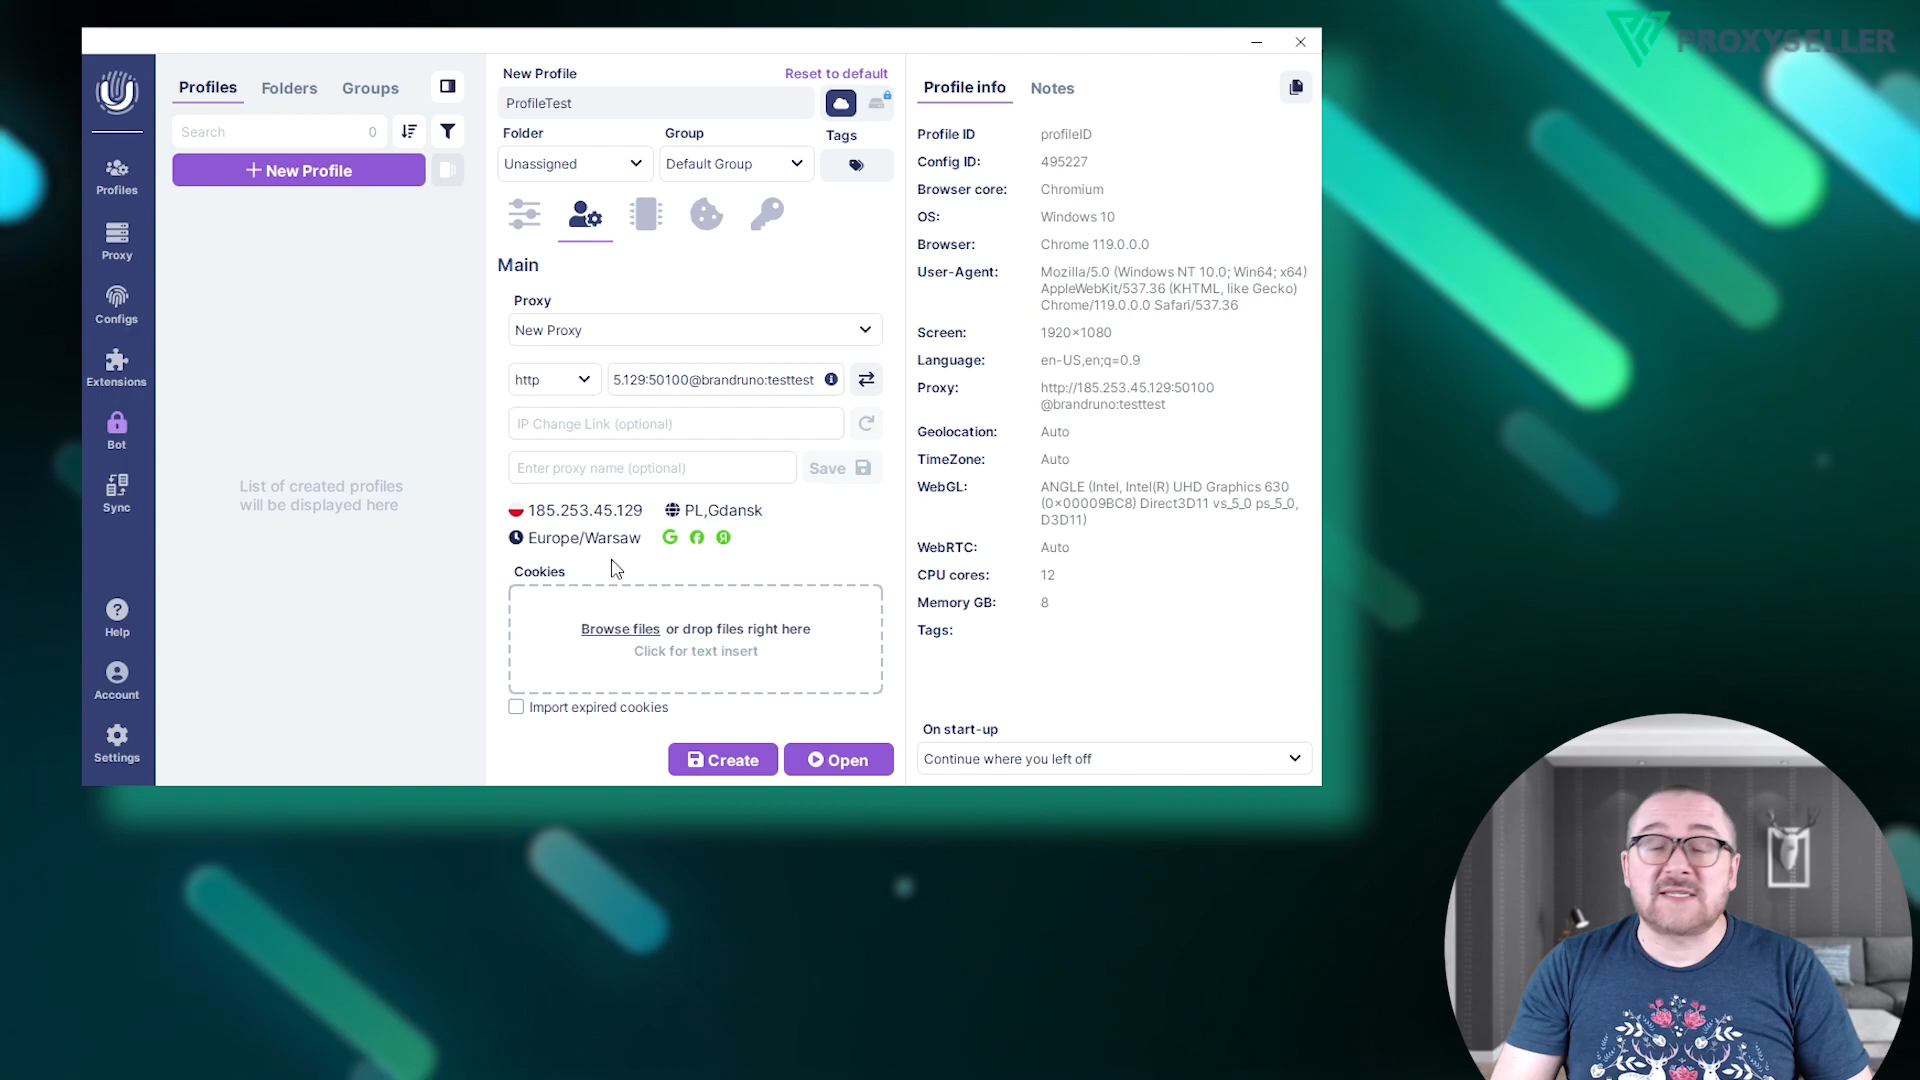 PROXYSELLER
Profiles
Folders
Groups
Search
0
New Profile
List of created profiles
will be displayed here
Profiles
Proxy
Configs
Extensions
Bot
Sync
Help
Account
Settings
New Profile
Reset to default
ProfileTest
Folder
Group
Tags
Unassigned
Default Group
Main
Proxy
New Proxy
http
5.129:50100@brandruno:testtest
IP Change Link (optional)
Enter proxy name (optional)
Save
185.253.45.129
PL,Gdansk
Europe/Warsaw
Cookies
Browse files or drop files right here
Click for text insert
Import expired cookies
Create
Open
Profile info
Notes
Profile ID profileID
Config ID: 495227
Browser core: Chromium
OS: Windows 10
Browser: Chrome 119.0.0.0
User-Agent: Mozilla/5.0 (Windows NT 10.0; Win64; x64)
AppleWebKit/537.36 (KHTML, like Gecko)
Chrome/119.0.0.0 Safari/537.36
Screen: 1920×1080
Language: en-US,en;q=0.9
Proxy: http://185.253.45.129:50100
@brandruno:testtest
Geolocation: Auto
TimeZone: Auto
WebGL: ANGLE (Intel, Intel(R) UHD Graphics 630
(0×00009BC8) Direct3D11 vs_5_0 ps_5_0,
D3D11)
WebRTC: Auto
CPU cores: 12
Memory GB: 8
Tags:
On start-up
Continue where you left off